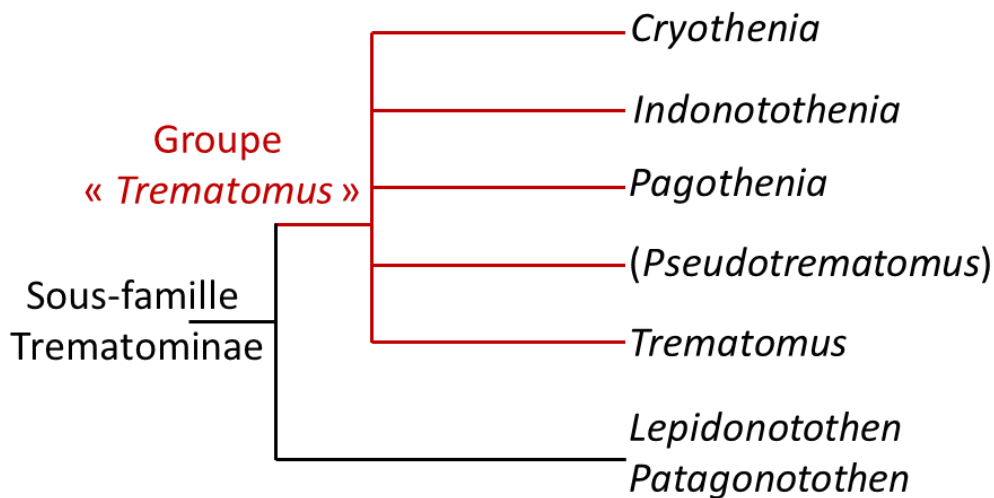 Cryothenia
Indonotothenia
Groupe
« Trematomus »
Pagothenia
(Pseudotrematomus)
Sous-famille
Trematominae
Trematomus
Lepidonotothen
Patagonotothen